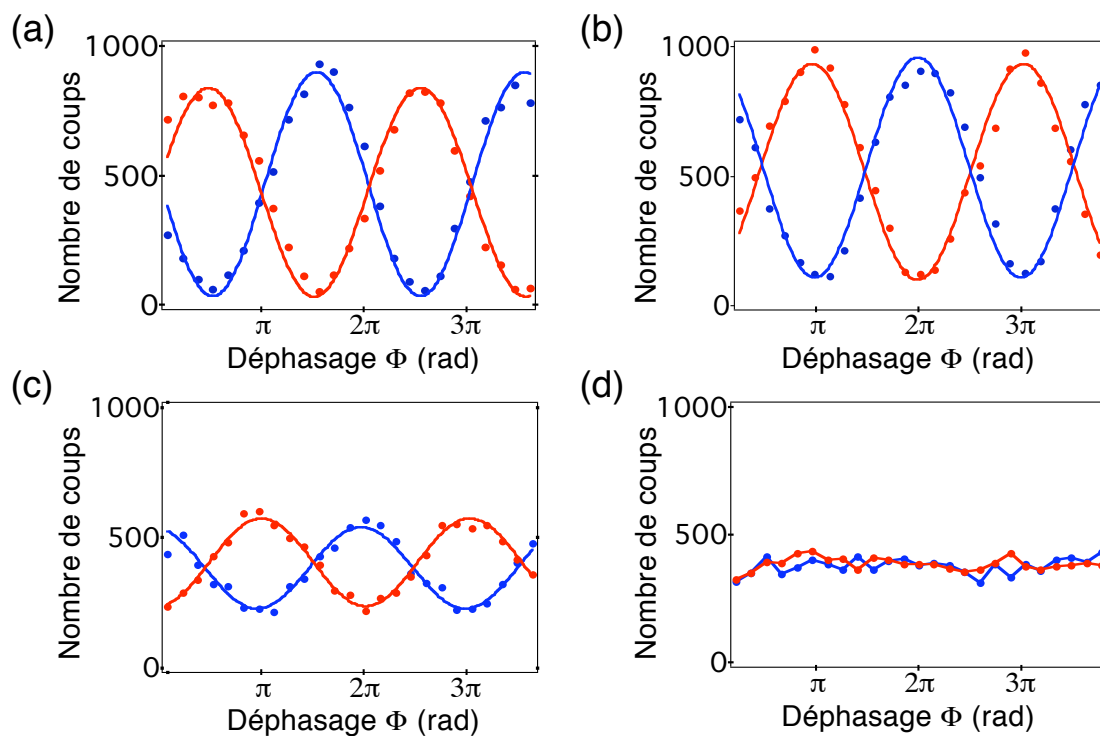 (a)
Nombre de coups
1000
500
0
π 2π 3π
Déphasage Φ (rad)
(b)
Nombre de coups
1000
500
0
π 2π 3π
Déphasage Φ (rad)
(c)
Nombre de coups
1000
500
0
π 2π 3π
Déphasage Φ (rad)
(d)
Nombre de coups
1000
500
0
π 2π 3π
Déphasage Φ (rad)